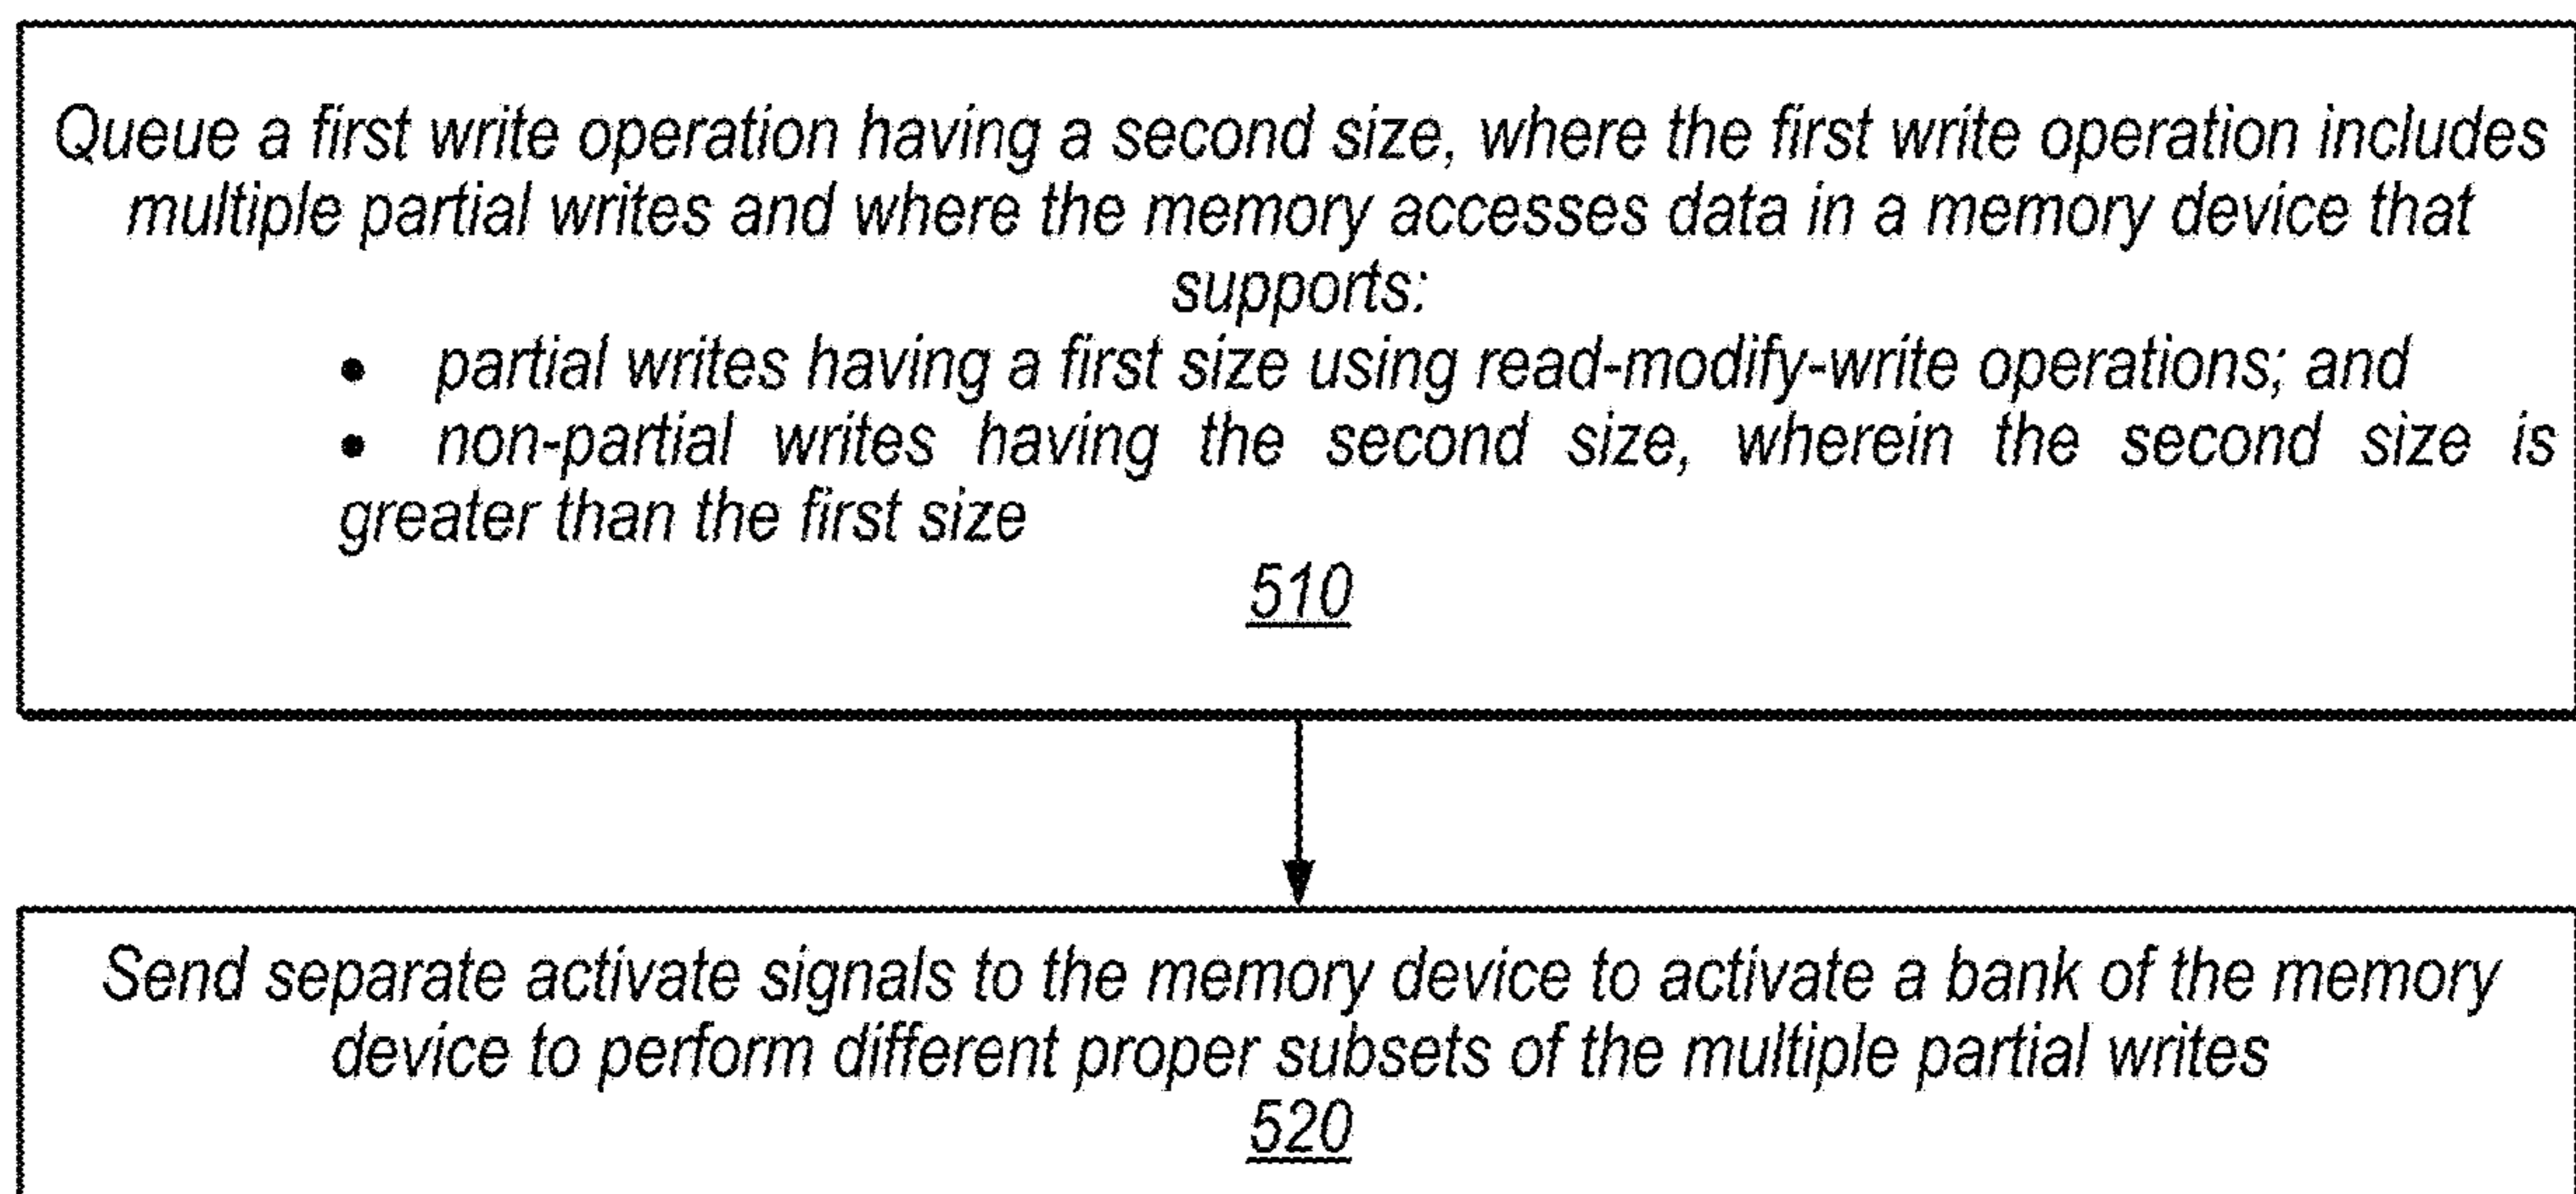 Queue a first write operation having a second size, where the first write operation includes
multiple partial writes and where the memory accesses data in a memory device that
supports:
• partial writes having a first size using read-modify-write operations; and
• non-partial writes having the second size, wherein the second size is
greater than the first size
510
Send separate activate signals to the memory device to activate a bank of the memory
device to perform different proper subsets of the multiple partial writes
520